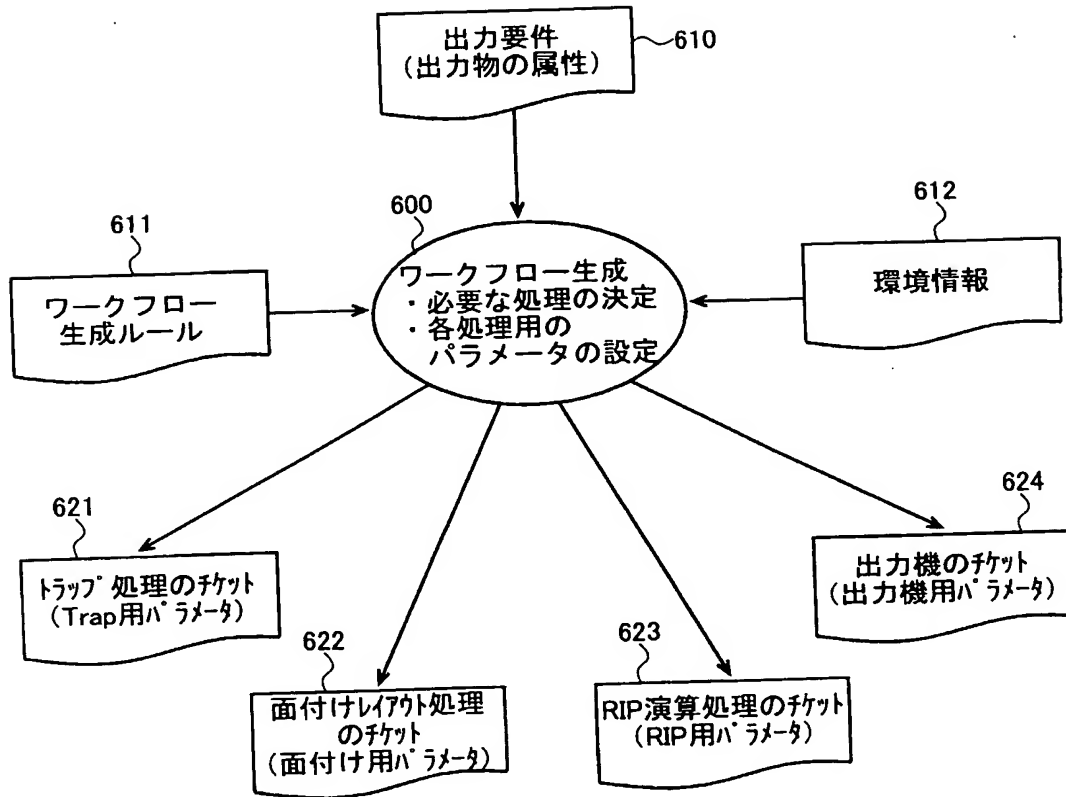 出力要件
(出力物の属性)
610
611
ワークフロー
生成ルール
600
ワークフロー生成
・必要な処理の決定
・各処理用の
パラメータの設定
612
環境情報
621
ﾄﾗｯﾌﾟ処理のﾁｹｯﾄ
(Trap用ﾊﾟﾗﾒｰﾀ)
622
面付けﾚｲｱｳﾄ処理
のﾁｹｯﾄ
(面付け用ﾊﾟﾗﾒｰﾀ)
623
RIP演算処理のﾁｹｯﾄ
(RIP用ﾊﾟﾗﾒｰﾀ)
624
出力機のﾁｹｯﾄ
(出力機用ﾊﾟﾗﾒｰﾀ)